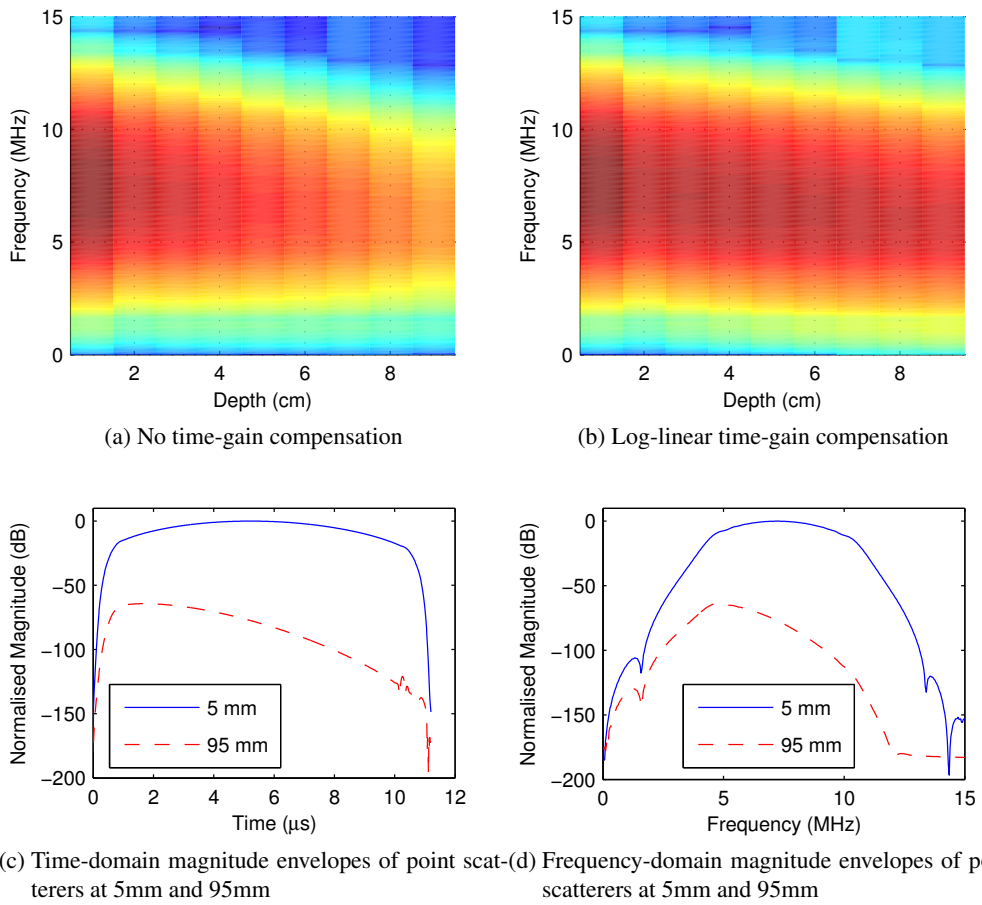 15
10
5
0
Frequency (MHz)
2 4 6 8
Depth (cm)
(a) No time-gain compensation
15
10
5
0
Frequency (MHz)
2 4 6 8
Depth (cm)
(b) Log-linear time-gain compensation
0
−50
−100
−150
−200
Normalised Magnitude (dB)
5 mm
95 mm
0 2 4 6 8 10 12
Time (μs)
(c) Time-domain magnitude envelopes of point scat-
terers at 5mm and 95mm
0
−50
−100
−150
−200
Normalised Magnitude (dB)
5 mm
95 mm
0 5 10 15
Frequency (MHz)
(d) Frequency-domain magnitude envelopes of
scatterers at 5mm and 95mm